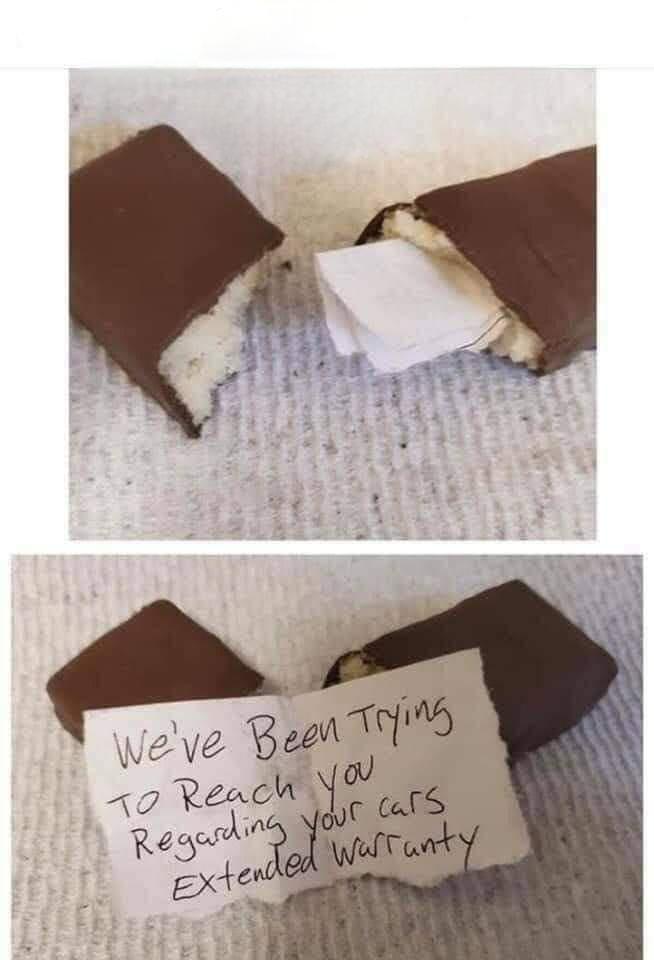 We've Been Trying
To Reach you
Regarding your cars
Extended Warranty